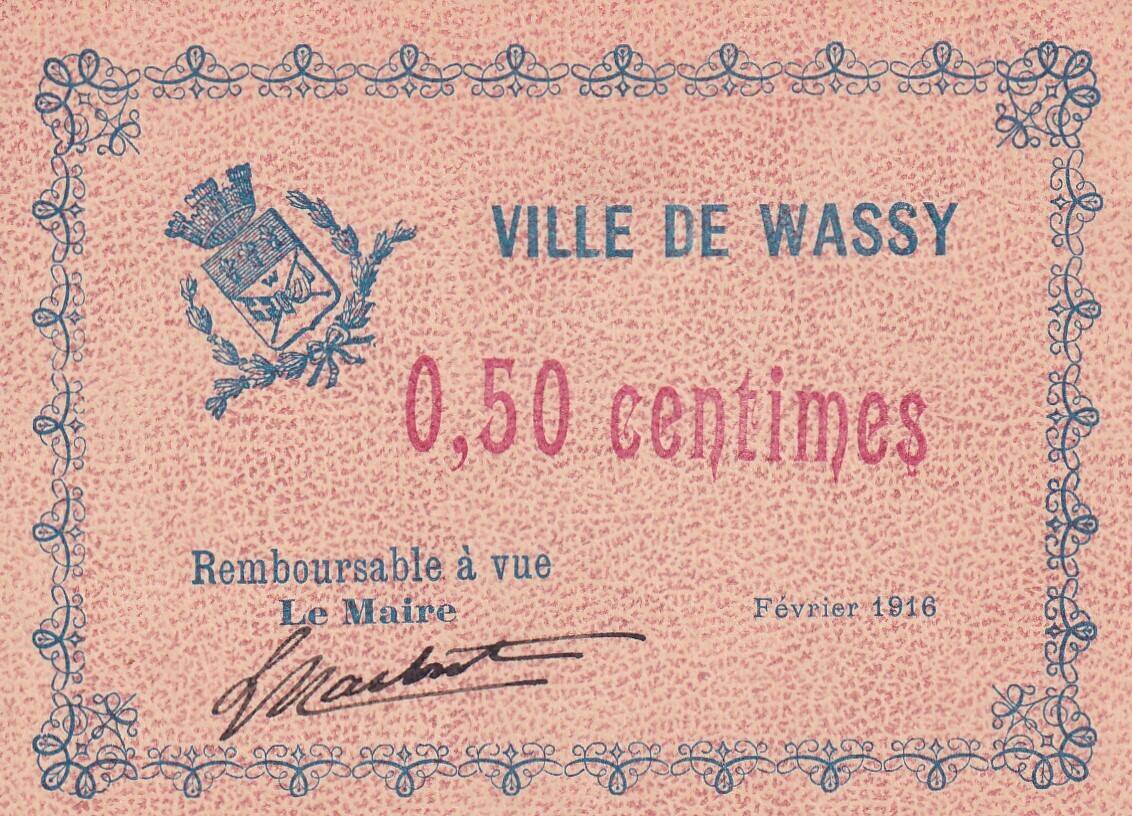 VILLE DE WASSY
0,50 centimes
Remboursable à vue
Le Maire
Février 1916
W